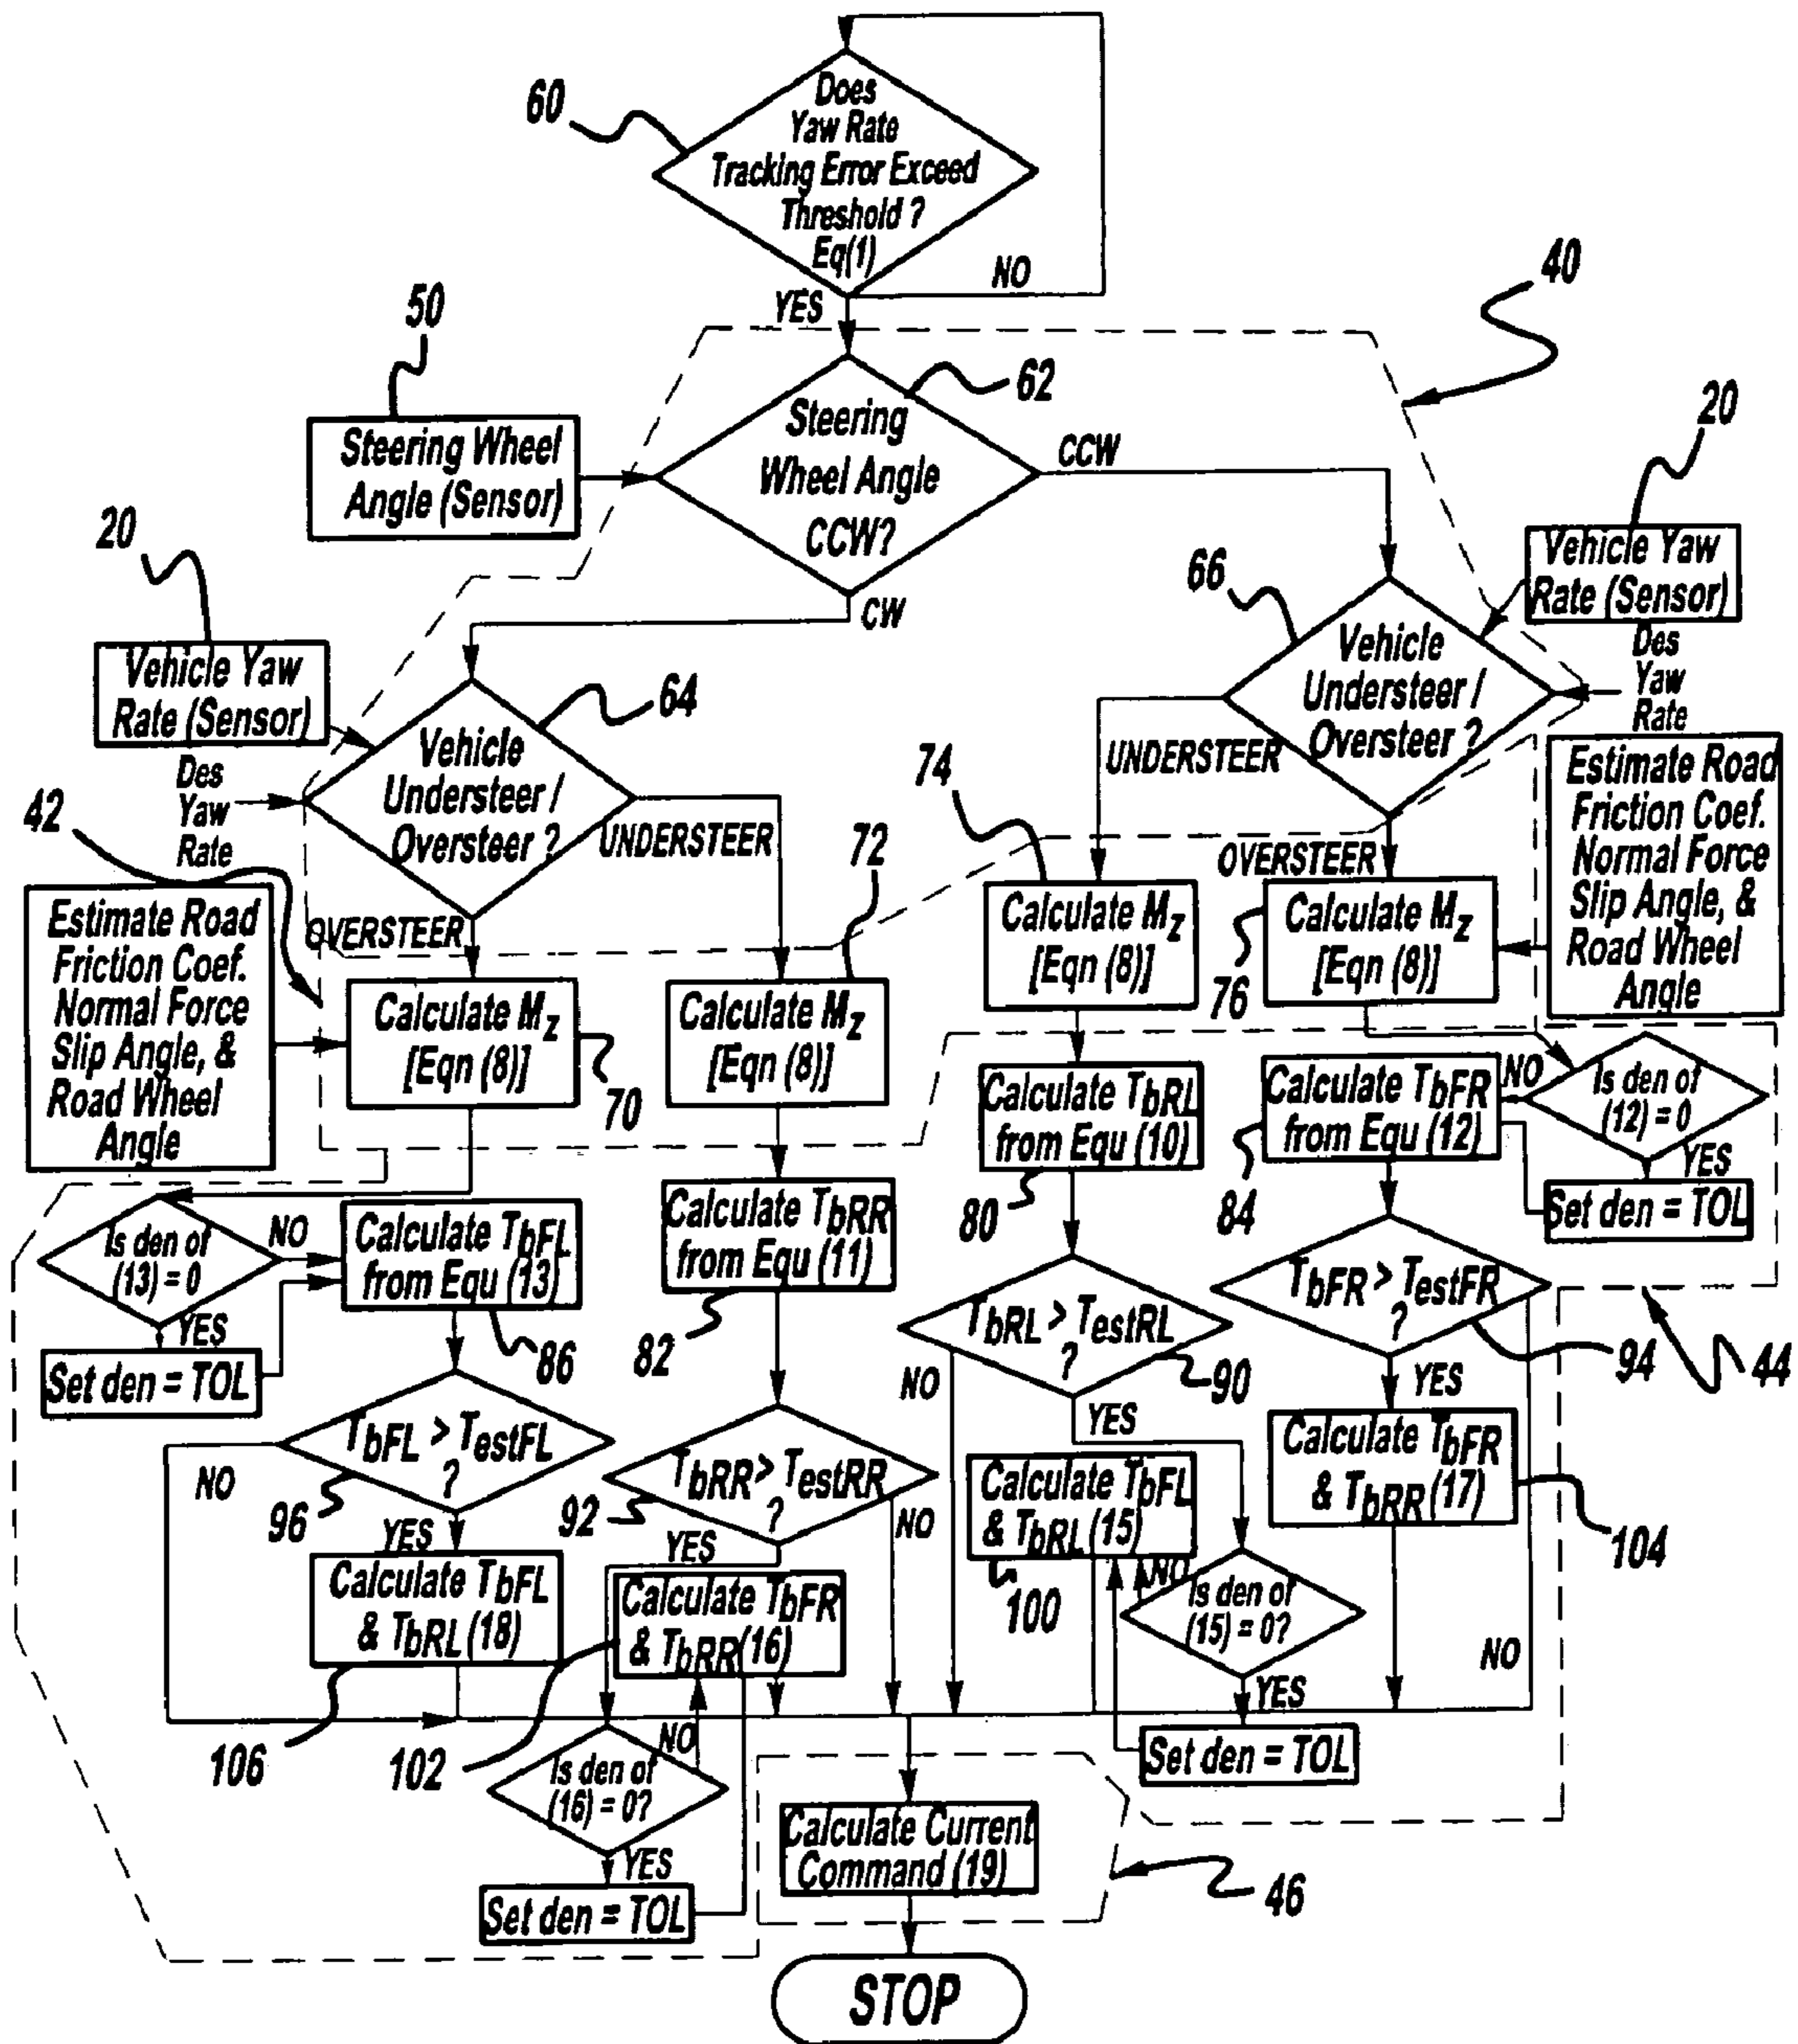 Does
Yaw Rate
Tracking Error Exceed
Threshold ?
Eq(1)
60
NO
YES
40
50
Steering Wheel
Angle (Sensor)
62
Steering
Wheel Angle
CCW?
CCW
CW
20
Vehicle Yaw
Rate (Sensor)
Des
Yaw
Rate
66
Vehicle
Understeer /
Oversteer ?
UNDERSTEER
OVERSTEER
20
Vehicle Yaw
Rate (Sensor)
Des
Yaw
Rate
64
Vehicle
Understeer /
Oversteer ?
UNDERSTEER
OVERSTEER
42
Estimate Road
Friction Coef.
Normal Force
Slip Angle, &
Road Wheel
Angle
Calculate Mz
[Eqn (8)]
70
72
Calculate Mz
[Eqn (8)]
74
Calculate Mz
[Eqn (8)]
76
Calculate Mz
[Eqn (8)]
Estimate Road
Friction Coef.
Normal Force
Slip Angle, &
Road Wheel
Angle
Is den of
(13) = 0
NO
YES
Set den = TOL
Calculate TbFL
from Equ (13)
86
Calculate TbRR
from Equ (11)
82
Calculate TbRL
from Equ (10)
80
Calculate TbFR
from Equ (12)
84
NO
Is den of
(12) = 0
YES
Set den = TOL
TbFL > TestFL
?
96
NO
YES
TbRR > TestRR
?
92
YES
NO
TbRL > TestRL
?
90
NO
YES
TbFR > TestFR
?
94
44
YES
NO
Calculate TbFL
& TbRL (18)
106
Calculate TbFR
& TbRR (16)
102
Calculate TbFL
& TbRL (15)
100
NO
Is den of
(15) = 0?
YES
Set den = TOL
Calculate TbFR
& TbRR (17)
104
NO
Is den of
(16) = 0?
YES
Set den = TOL
Calculate Current
Command (19)
46
STOP